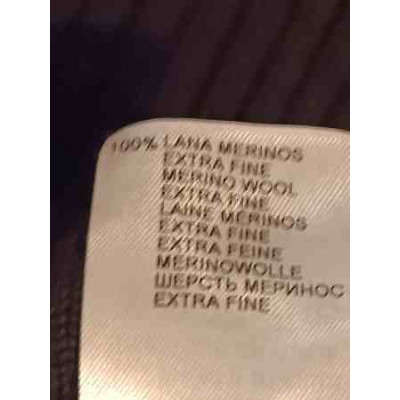 100% LANA MERINOS
EXTRA FINE
MERINO WOOL
EXTRA FINE
LAINE MERINOS
EXTRA FINE
EXTRA FEINE
MERINOWOLLE
ШЕРСТЬ МЕРИНОС
EXTRA FINE